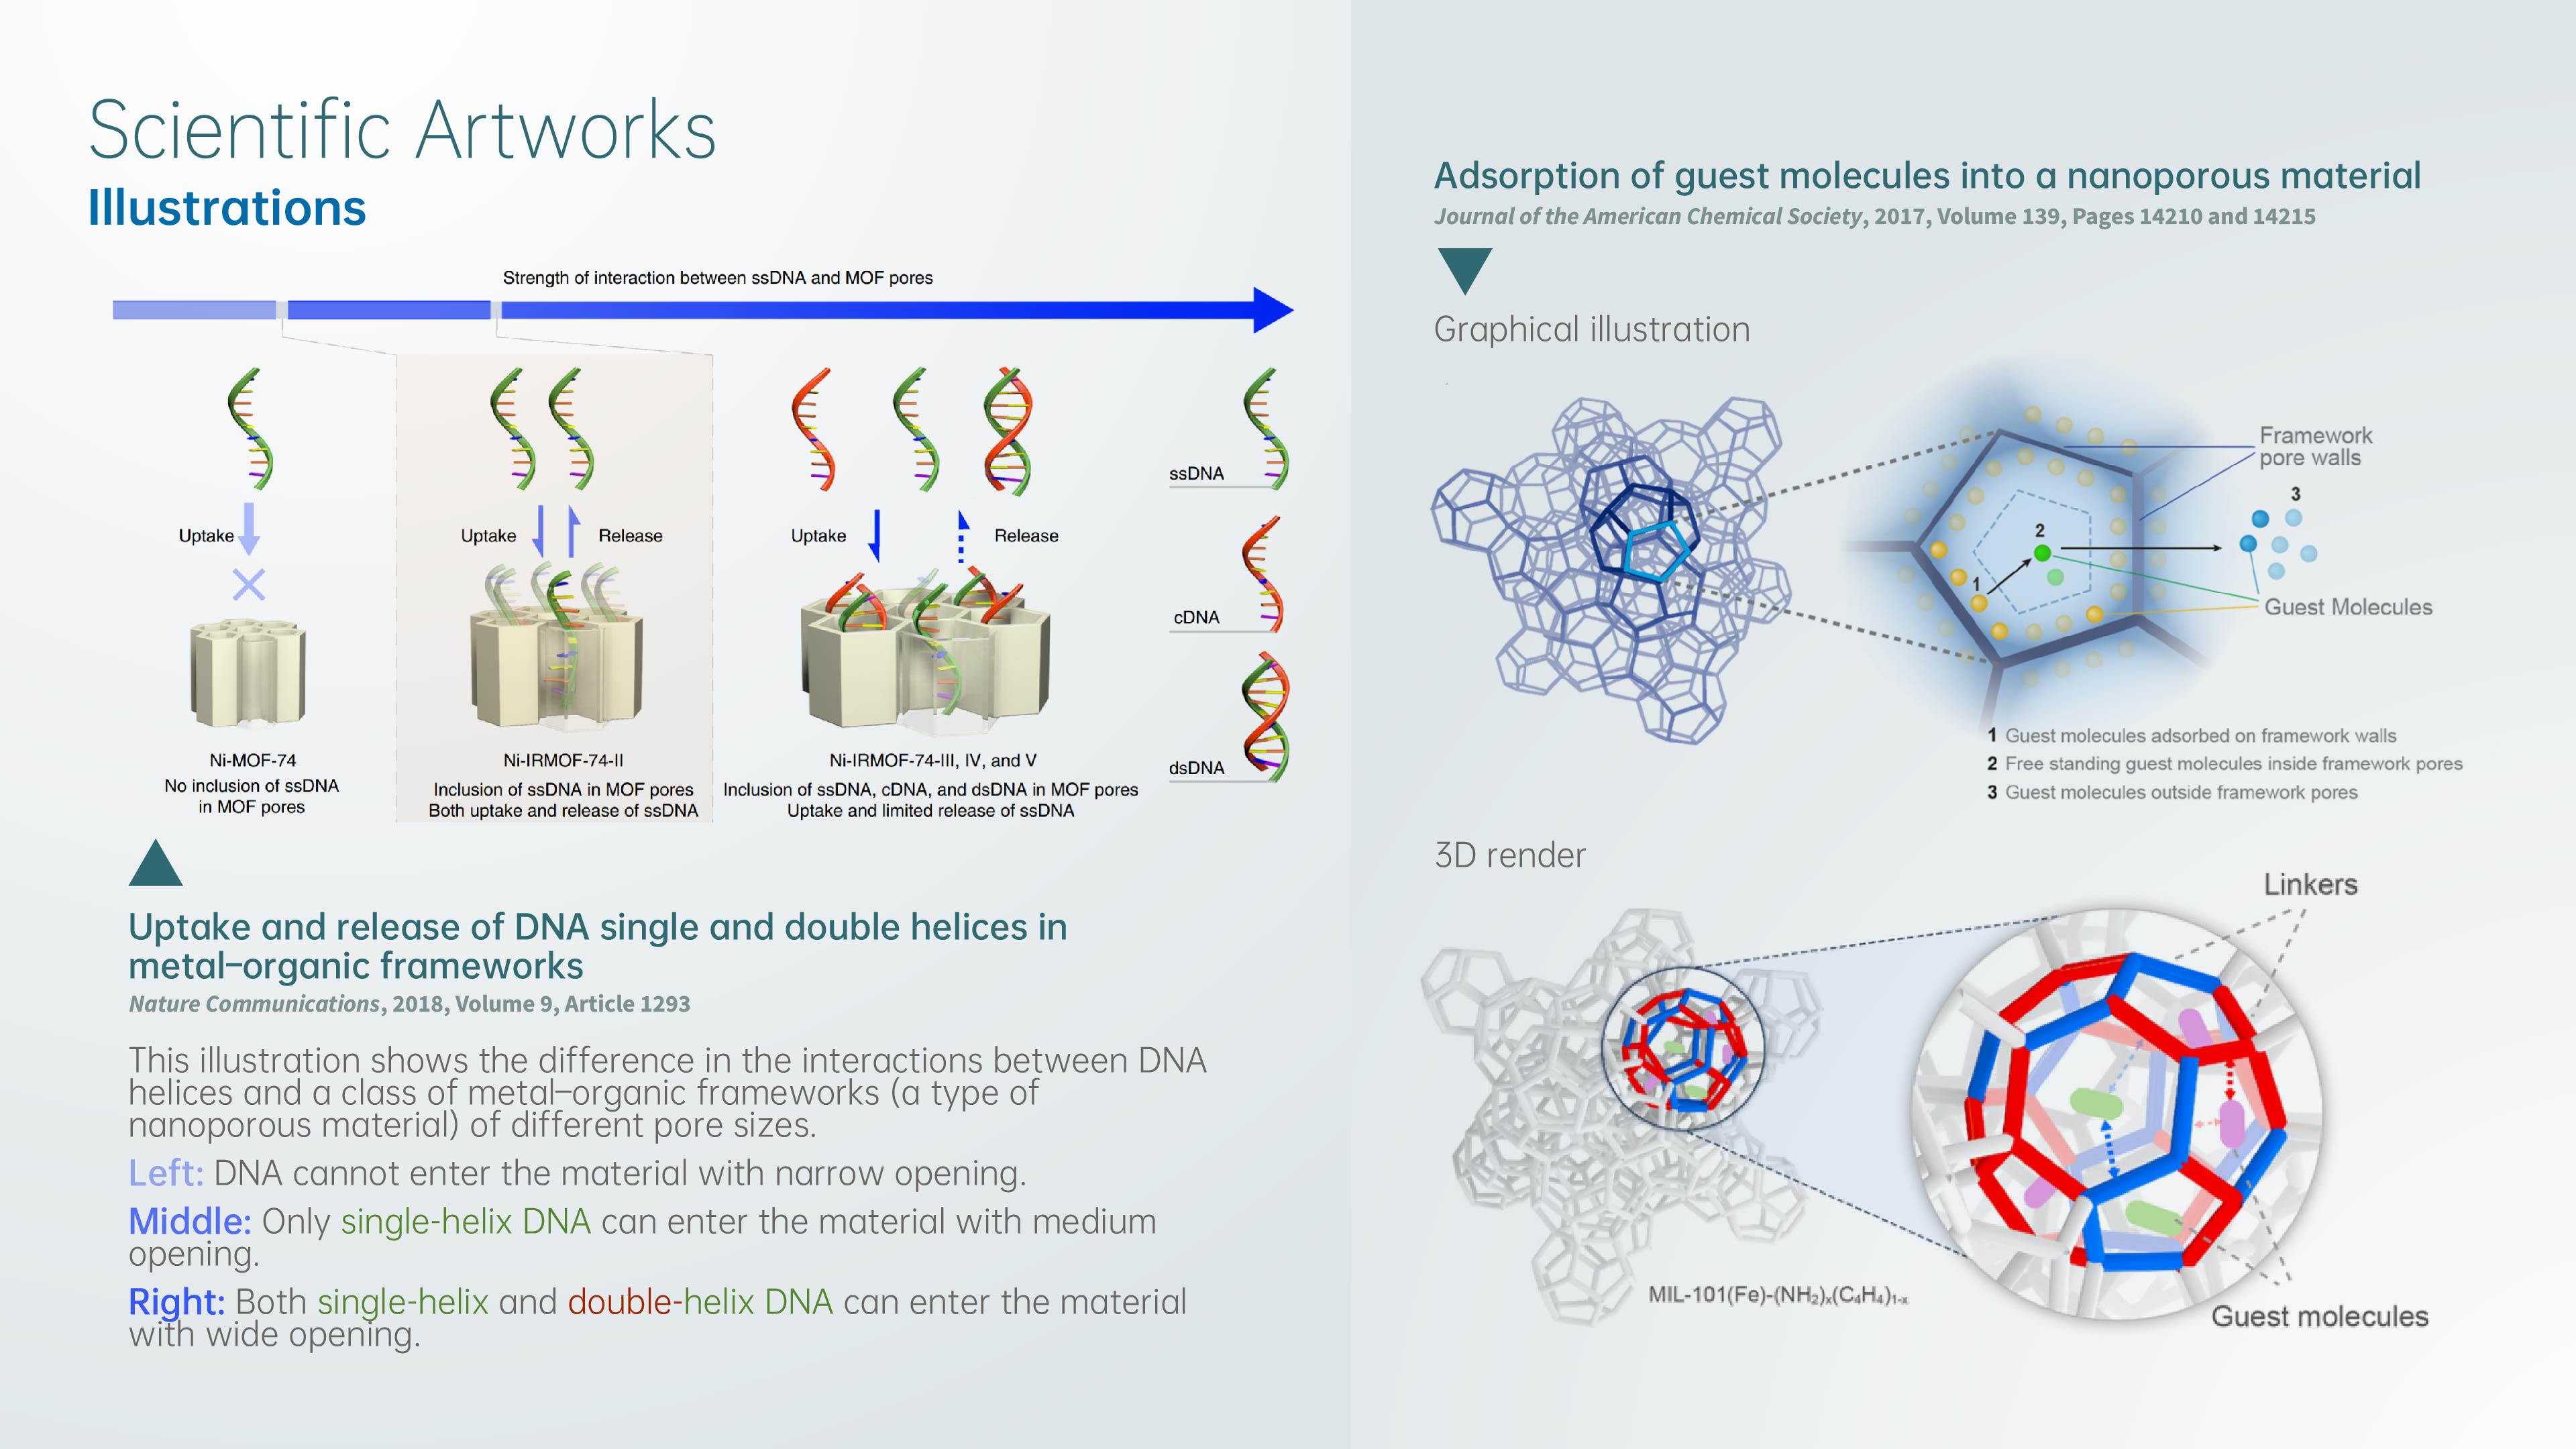 Scientific Artworks
Illustrations
Strength of interaction between ssDNA and MOF pores
Uptake
Uptake
Release
Uptake
Release
ssDNA
cDNA
dsDNA
Ni-MOF-74
No inclusion of ssDNA
in MOF pores
Ni-IRMOF-74-II
Inclusion of ssDNA in MOF pores
Both uptake and release of ssDNA
Ni-IRMOF-74-III, IV, and V
Inclusion of ssDNA, cDNA, and dsDNA in MOF pores
Uptake and limited release of ssDNA
Uptake and release of DNA single and double helices in
metal–organic frameworks
Nature Communications, 2018, Volume 9, Article 1293
This illustration shows the difference in the interactions between DNA
helices and a class of metal–organic frameworks (a type of
nanoporous material) of different pore sizes.
Left: DNA cannot enter the material with narrow opening.
Middle: Only single-helix DNA can enter the material with medium
opening.
Right: Both single-helix and double-helix DNA can enter the material
with wide opening.
Adsorption of guest molecules into a nanoporous material
Journal of the American Chemical Society, 2017, Volume 139, Pages 14210 and 14215
Graphical illustration
Framework
pore walls
3
2
1
Guest Molecules
1 Guest molecules adsorbed on framework walls
2 Free standing guest molecules inside framework pores
3 Guest molecules outside framework pores
3D render
Linkers
MIL-101(Fe)-(NH₂)ₓ(C₄H₄)₁₋ₓ
Guest molecules